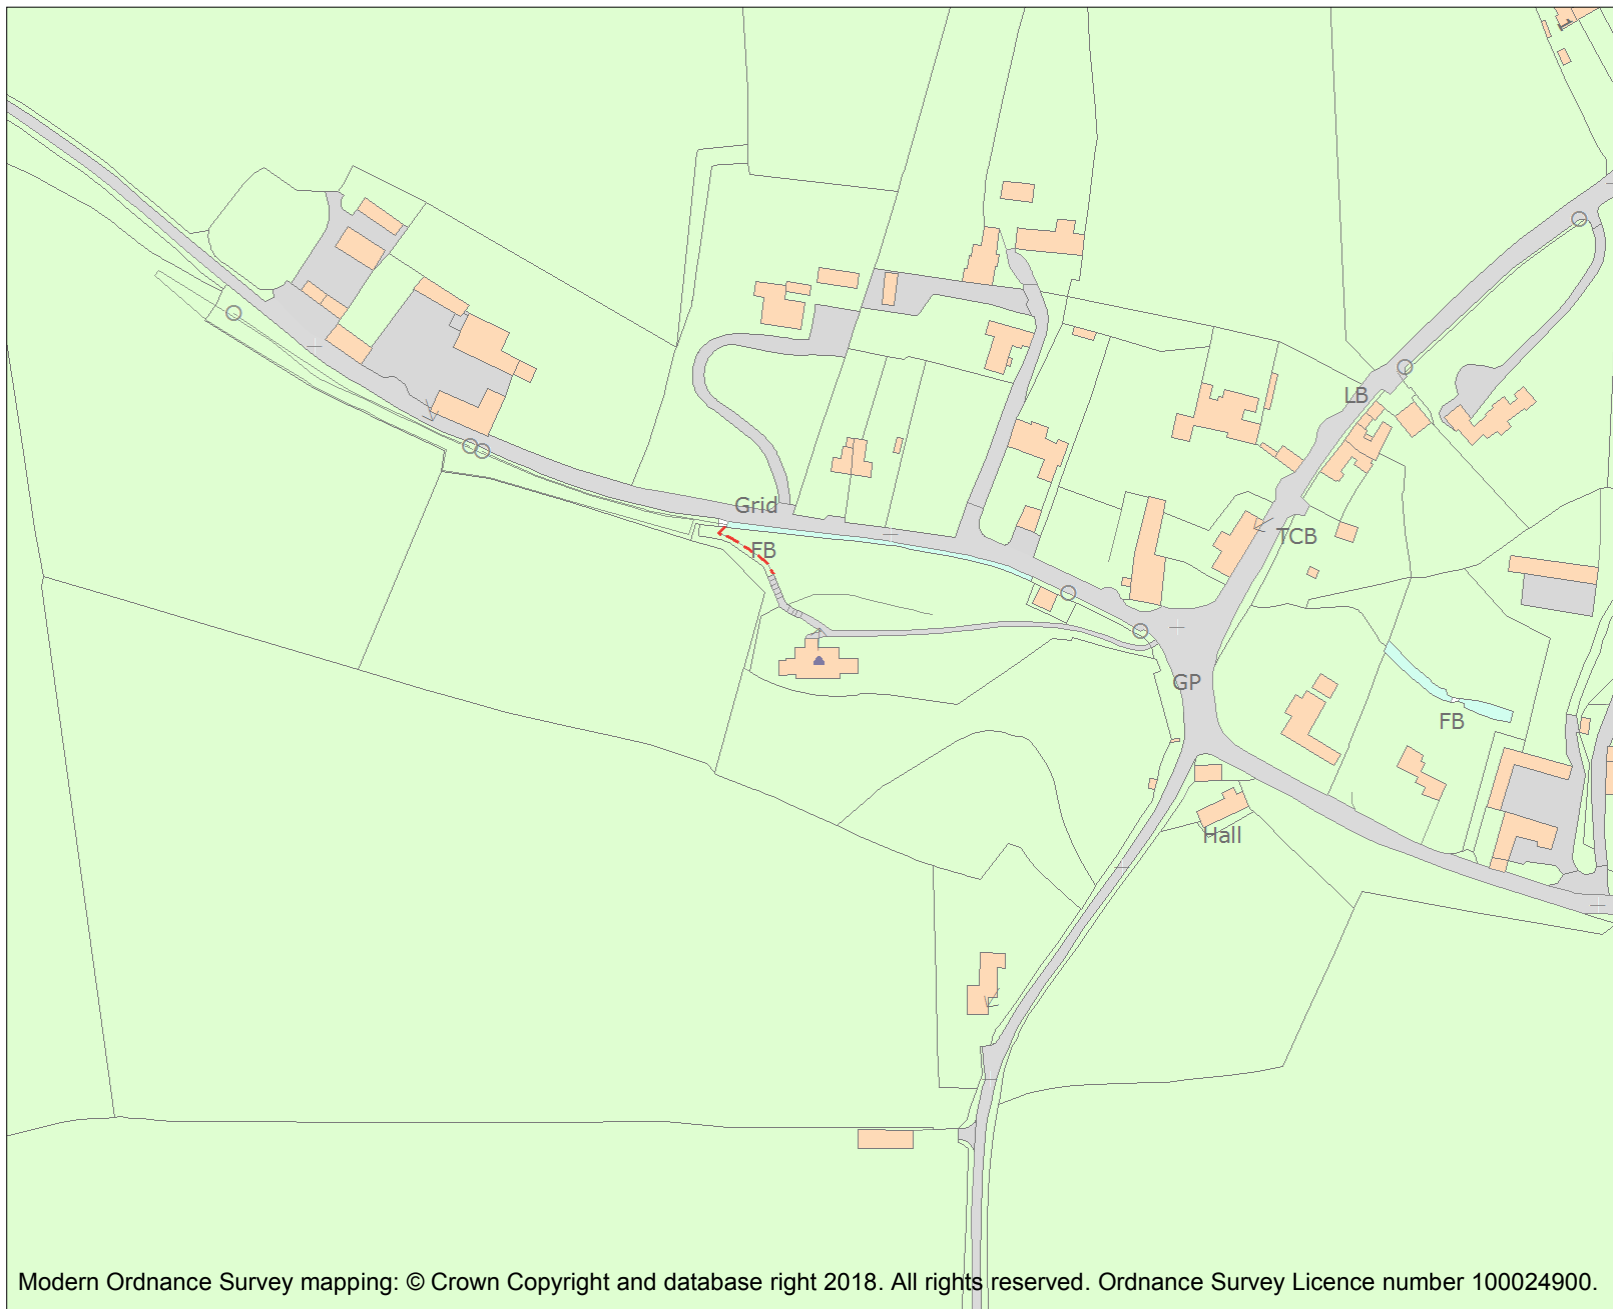 1
LB
Grid
TCB
FB
GP
FB
Hall
Modern Ordnance Survey mapping: © Crown Copyright and database right 2018. All rights reserved. Ordnance Survey Licence number 100024900.